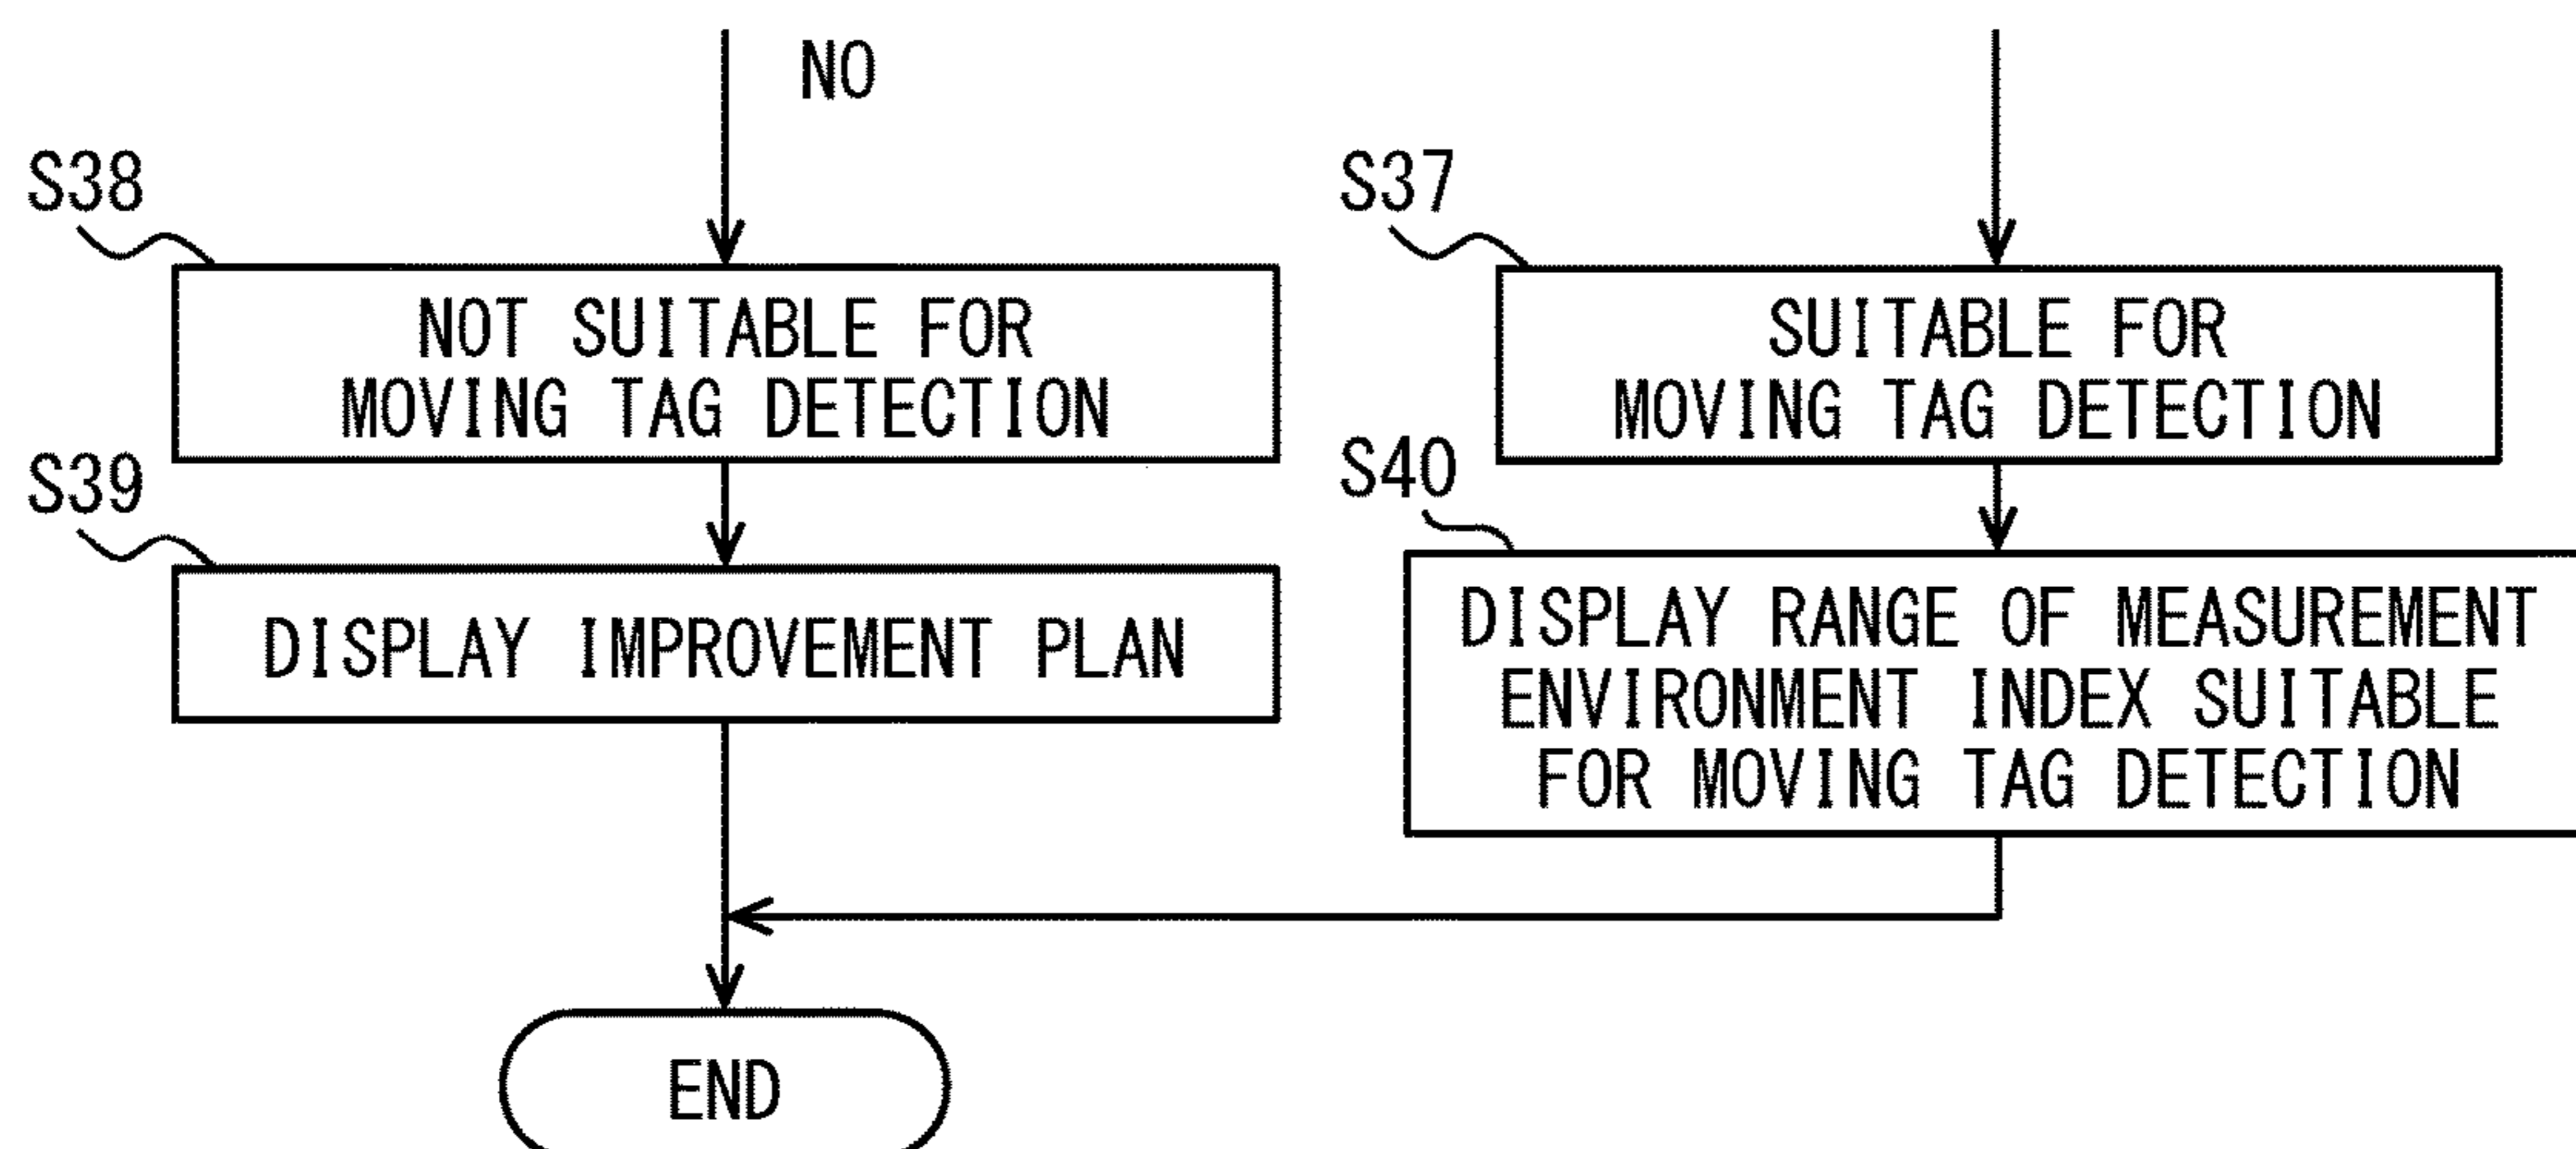 NO
S38
NOT SUITABLE FOR
MOVING TAG DETECTION
S39
DISPLAY IMPROVEMENT PLAN
S37
SUITABLE FOR
MOVING TAG DETECTION
S40
DISPLAY RANGE OF MEASUREMENT
ENVIRONMENT INDEX SUITABLE
FOR MOVING TAG DETECTION
END